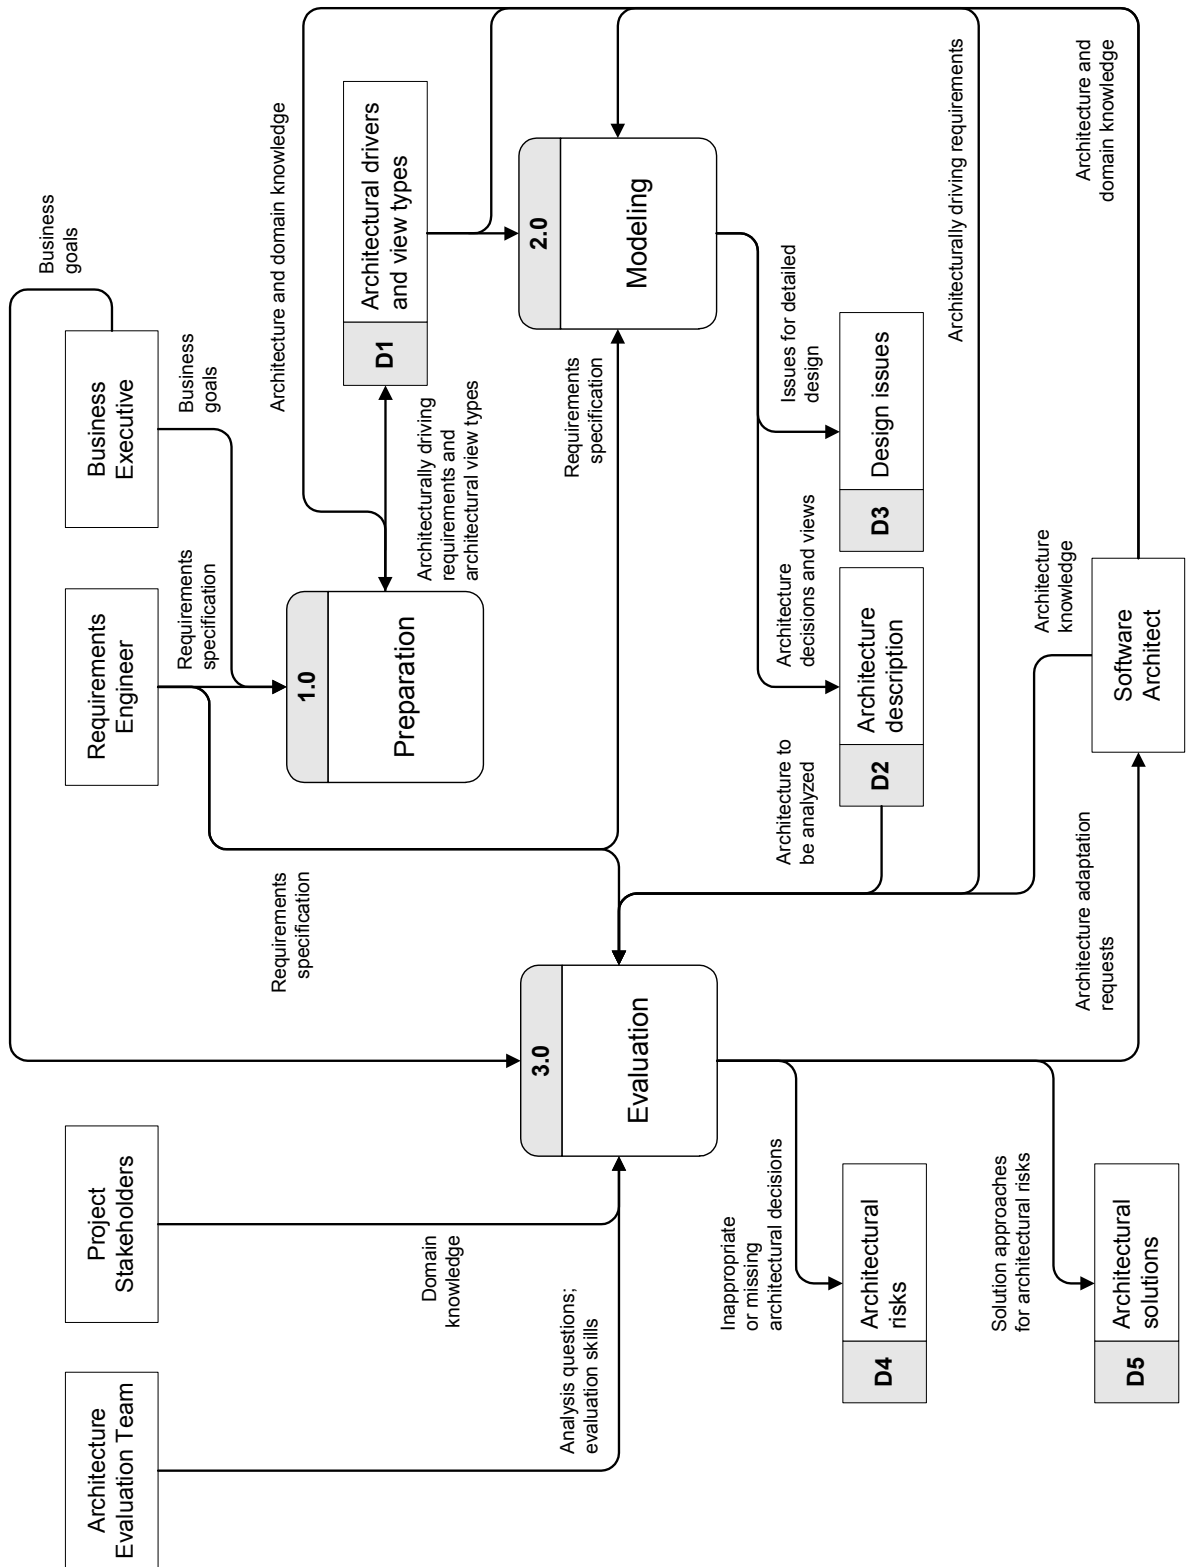 Architecture
Evaluation Team
Project
Stakeholders
Requirements
Engineer
Business
Executive
Business
goals
Requirements
specification
Business
goals
Requirements
specification
Architecture and domain knowledge
1.0
Preparation
D1
Architectural drivers
and view types
Architecturally driving
requirements and
architectural view types
Domain
knowledge
Analysis questions;
evaluation skills
3.0
Evaluation
Requirements
specification
2.0
Modeling
Inappropriate
or missing
architectural decisions
Architecture to
be analyzed
Architecture
decisions and views
Issues for detailed
design
D4
Architectural
risks
D2
Architecture
description
D3
Design issues
Architecturally driving requirements
Solution approaches
for architectural risks
Architecture adaptation
requests
Architecture
knowledge
Architecture and
domain knowledge
D5
Architectural
solutions
Software
Architect